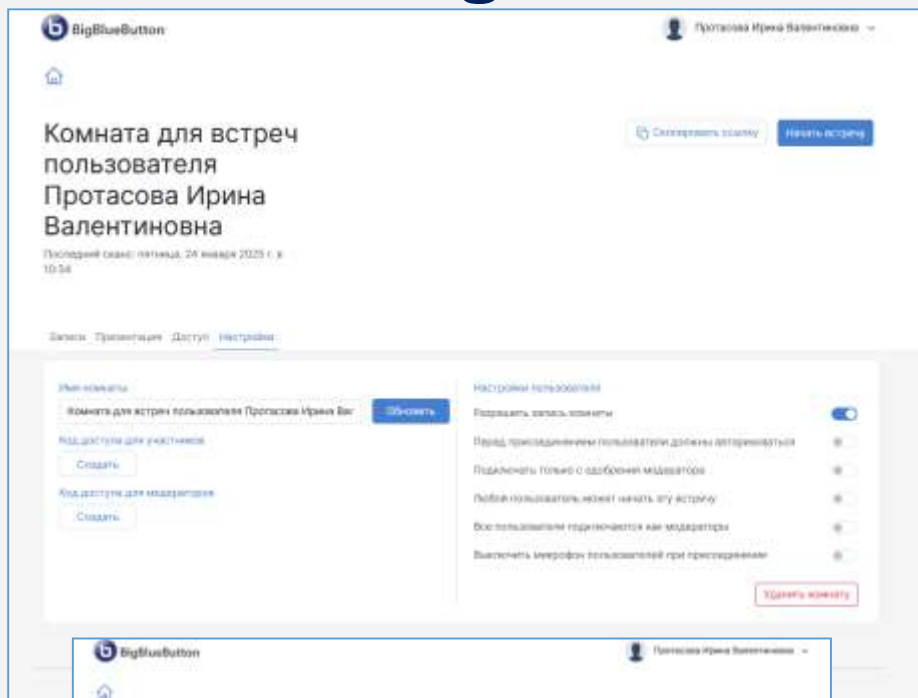 BigBlueButton
Протасова Ирина Валентиновна
Комната для встреч
пользователя
Протасова Ирина
Валентиновна
Скопировать ссылку
Начать встречу
Последний сеанс: пятница, 24 января 2025 г. в
10:54
Записи Презентация Доступ Настройки
Имя комнаты
Комната для встреч пользователя Протасова Ирина Вал
Обновить
Код доступа для участников
Создать
Код доступа для модераторов
Создать
Настройки пользователя
Разрешить запись комнаты
Перед присоединением пользователи должны авторизоваться
Подключать только с одобрения модератора
Любой пользователь может начать эту встречу
Все пользователи подключаются как модераторы
Выключить микрофон пользователей при присоединении
Удалить комнату
BigBlueButton
Протасова Ирина Валентиновна